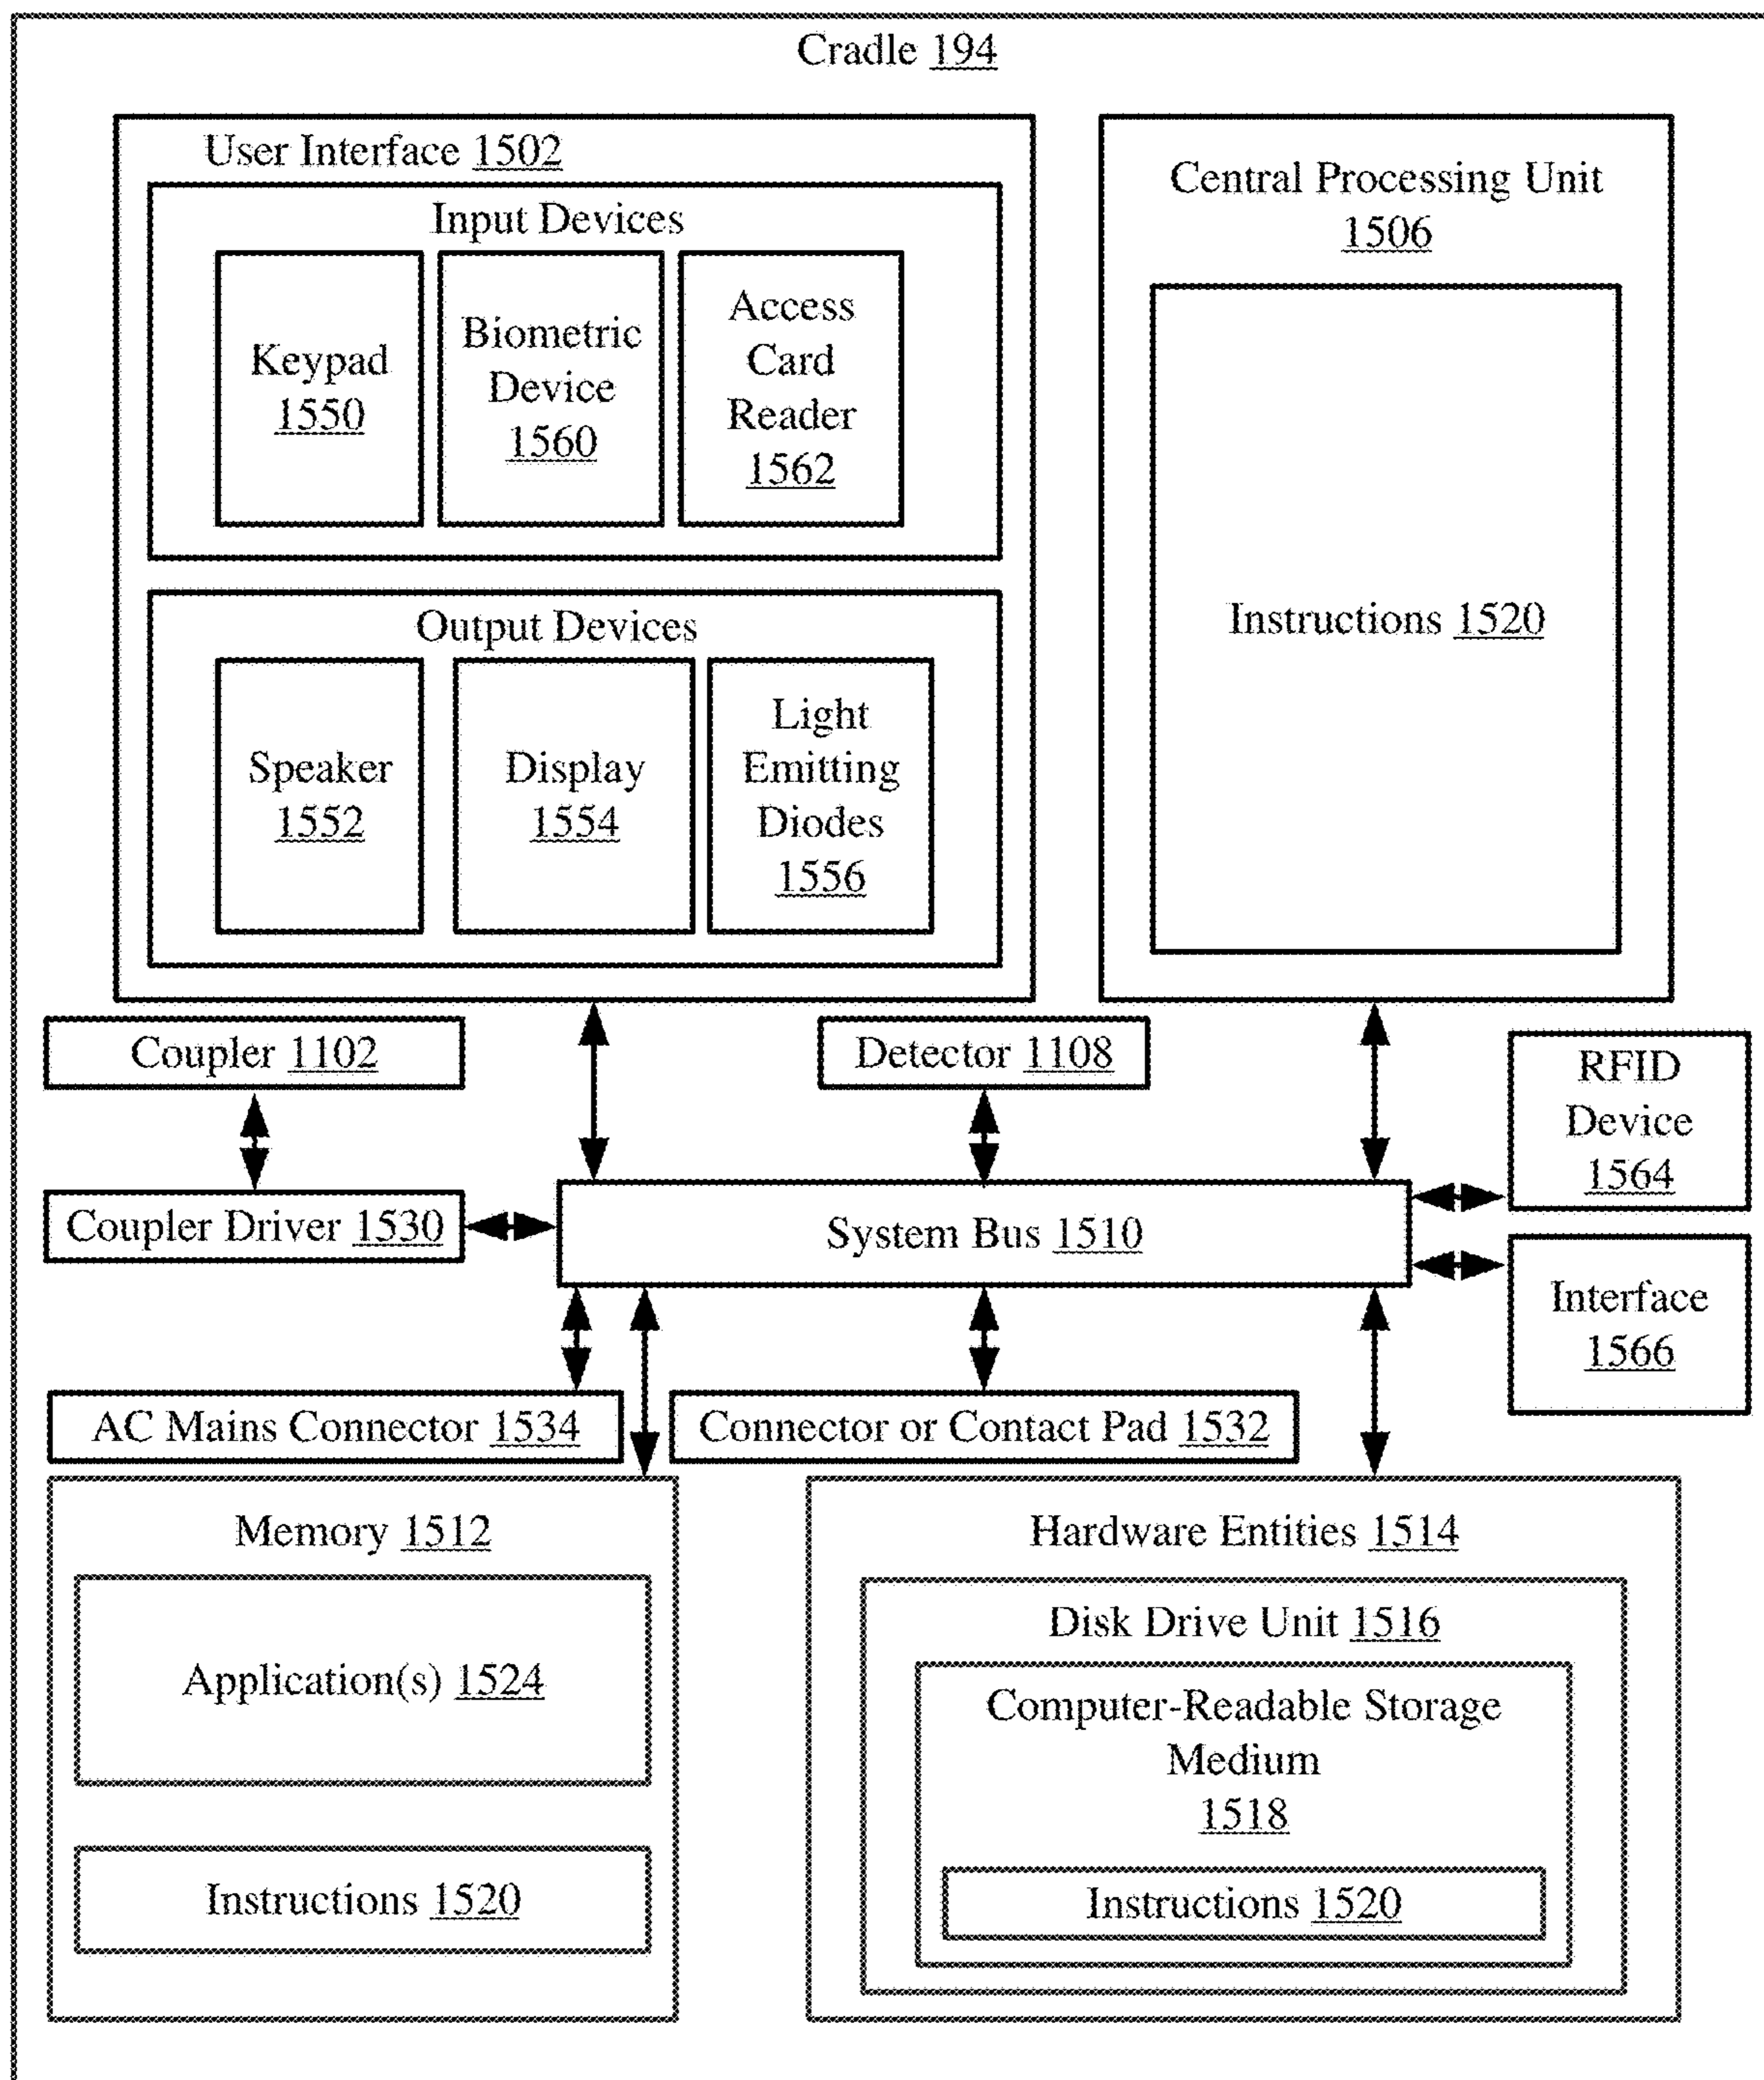 Cradle 194
User Interface 1502
Input Devices
Keypad
1550
Biometric
Device
1560
Access
Card
Reader
1562
Output Devices
Speaker
1552
Display
1554
Light
Emitting
Diodes
1556
Central Processing Unit
1506
Instructions 1520
Coupler 1102
Detector 1108
RFID
Device
1564
Coupler Driver 1530
System Bus 1510
Interface
1566
AC Mains Connector 1534
Connector or Contact Pad 1532
Memory 1512
Application(s) 1524
Instructions 1520
Hardware Entities 1514
Disk Drive Unit 1516
Computer-Readable Storage
Medium
1518
Instructions 1520